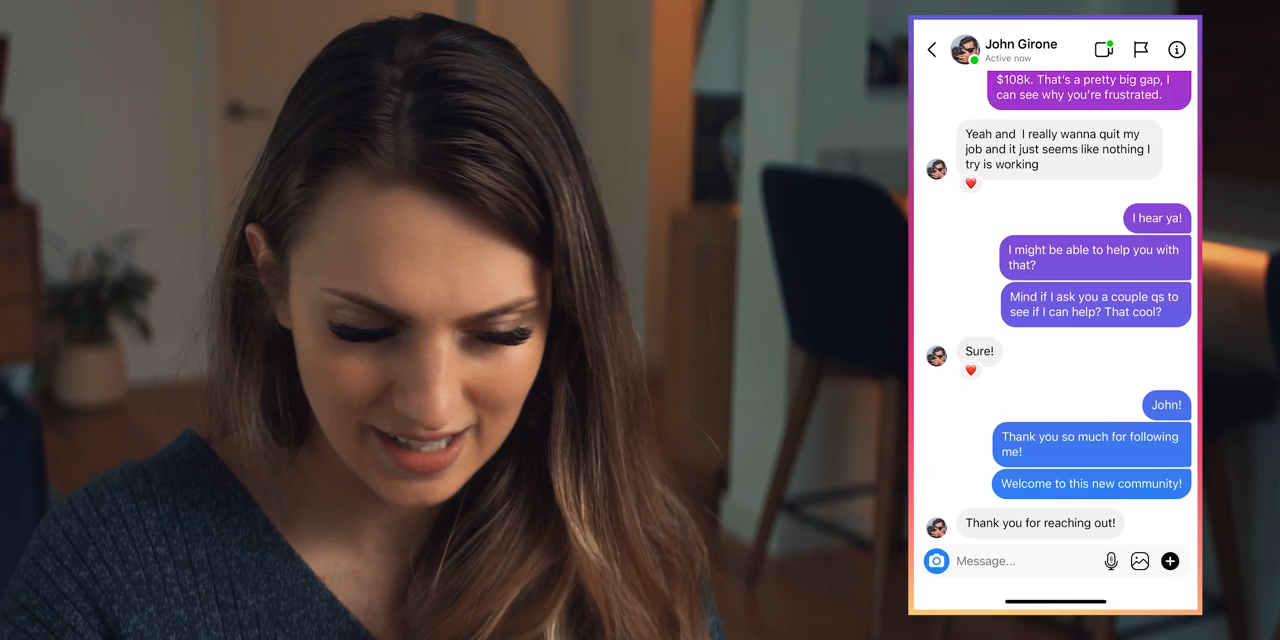 John Girone
Active now
$108k. That's a pretty big gap, I
can see why you're frustrated.
Yeah and I really wanna quit my
job and it just seems like nothing I
try is working
I hear ya!
I might be able to help you with
that?
Mind if I ask you a couple qs to
see if I can help? That cool?
Sure!
John!
Thank you so much for following
me!
Welcome to this new community!
Thank you for reaching out!
Message...